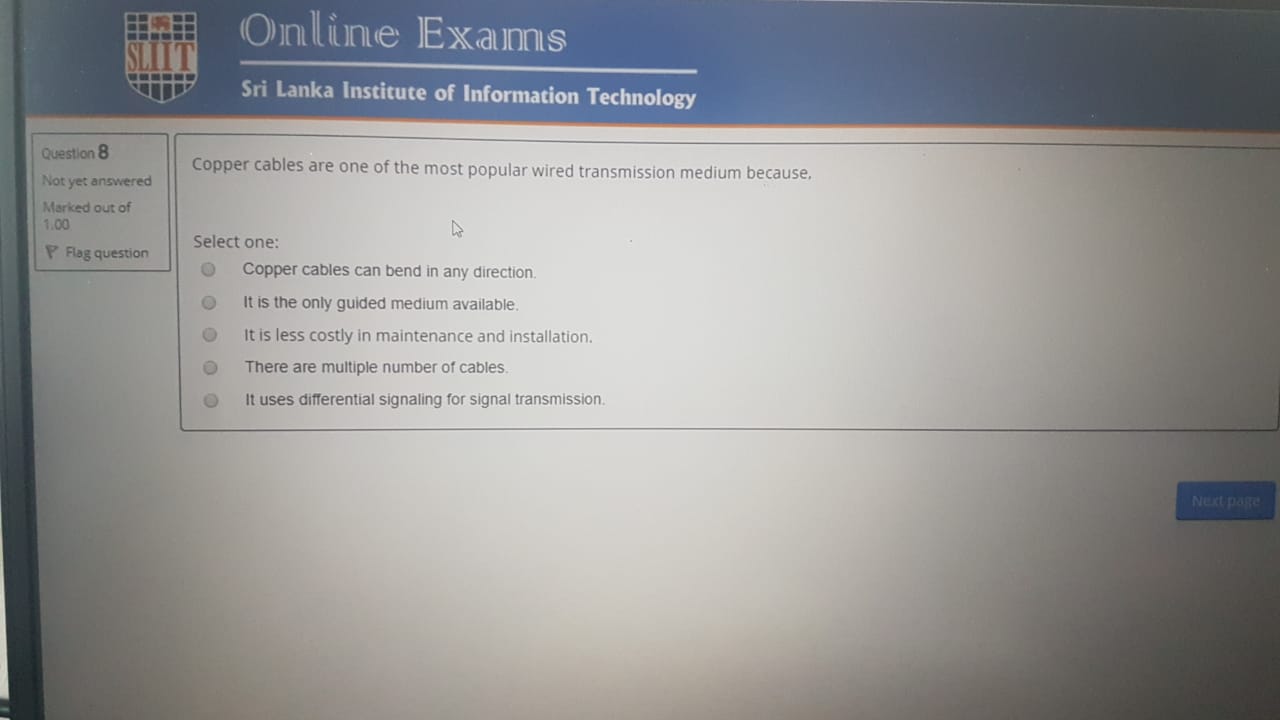 SLIIT
Online Exams
Sri Lanka Institute of Information Technology
Question 8
Not yet answered
Marked out of
1.00
Flag question
Copper cables are one of the most popular wired transmission medium because,
Select one:
Copper cables can bend in any direction.
It is the only guided medium available.
It is less costly in maintenance and installation.
There are multiple number of cables.
It uses differential signaling for signal transmission.
Next page